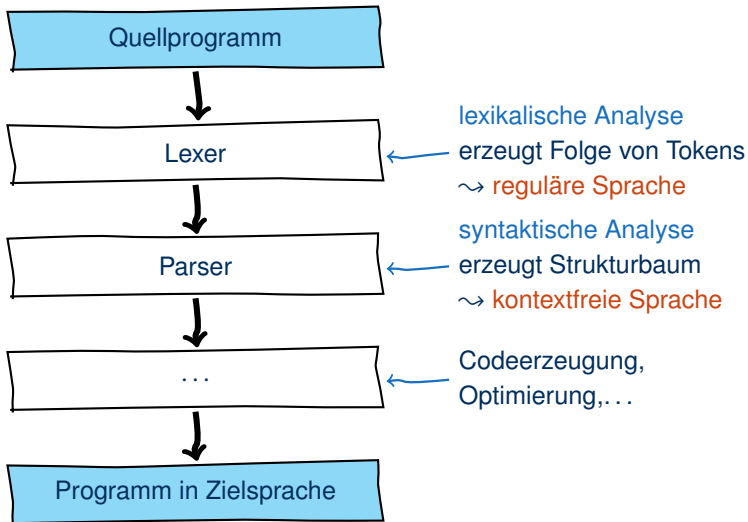 Quellprogramm
lexikalische Analyse
Lexer
erzeugt Folge von Tokens
⤳ reguläre Sprache
syntaktische Analyse
Parser
erzeugt Strukturbaum
⤳ kontextfreie Sprache
...
Codeerzeugung,
Optimierung,...
Programm in Zielsprache